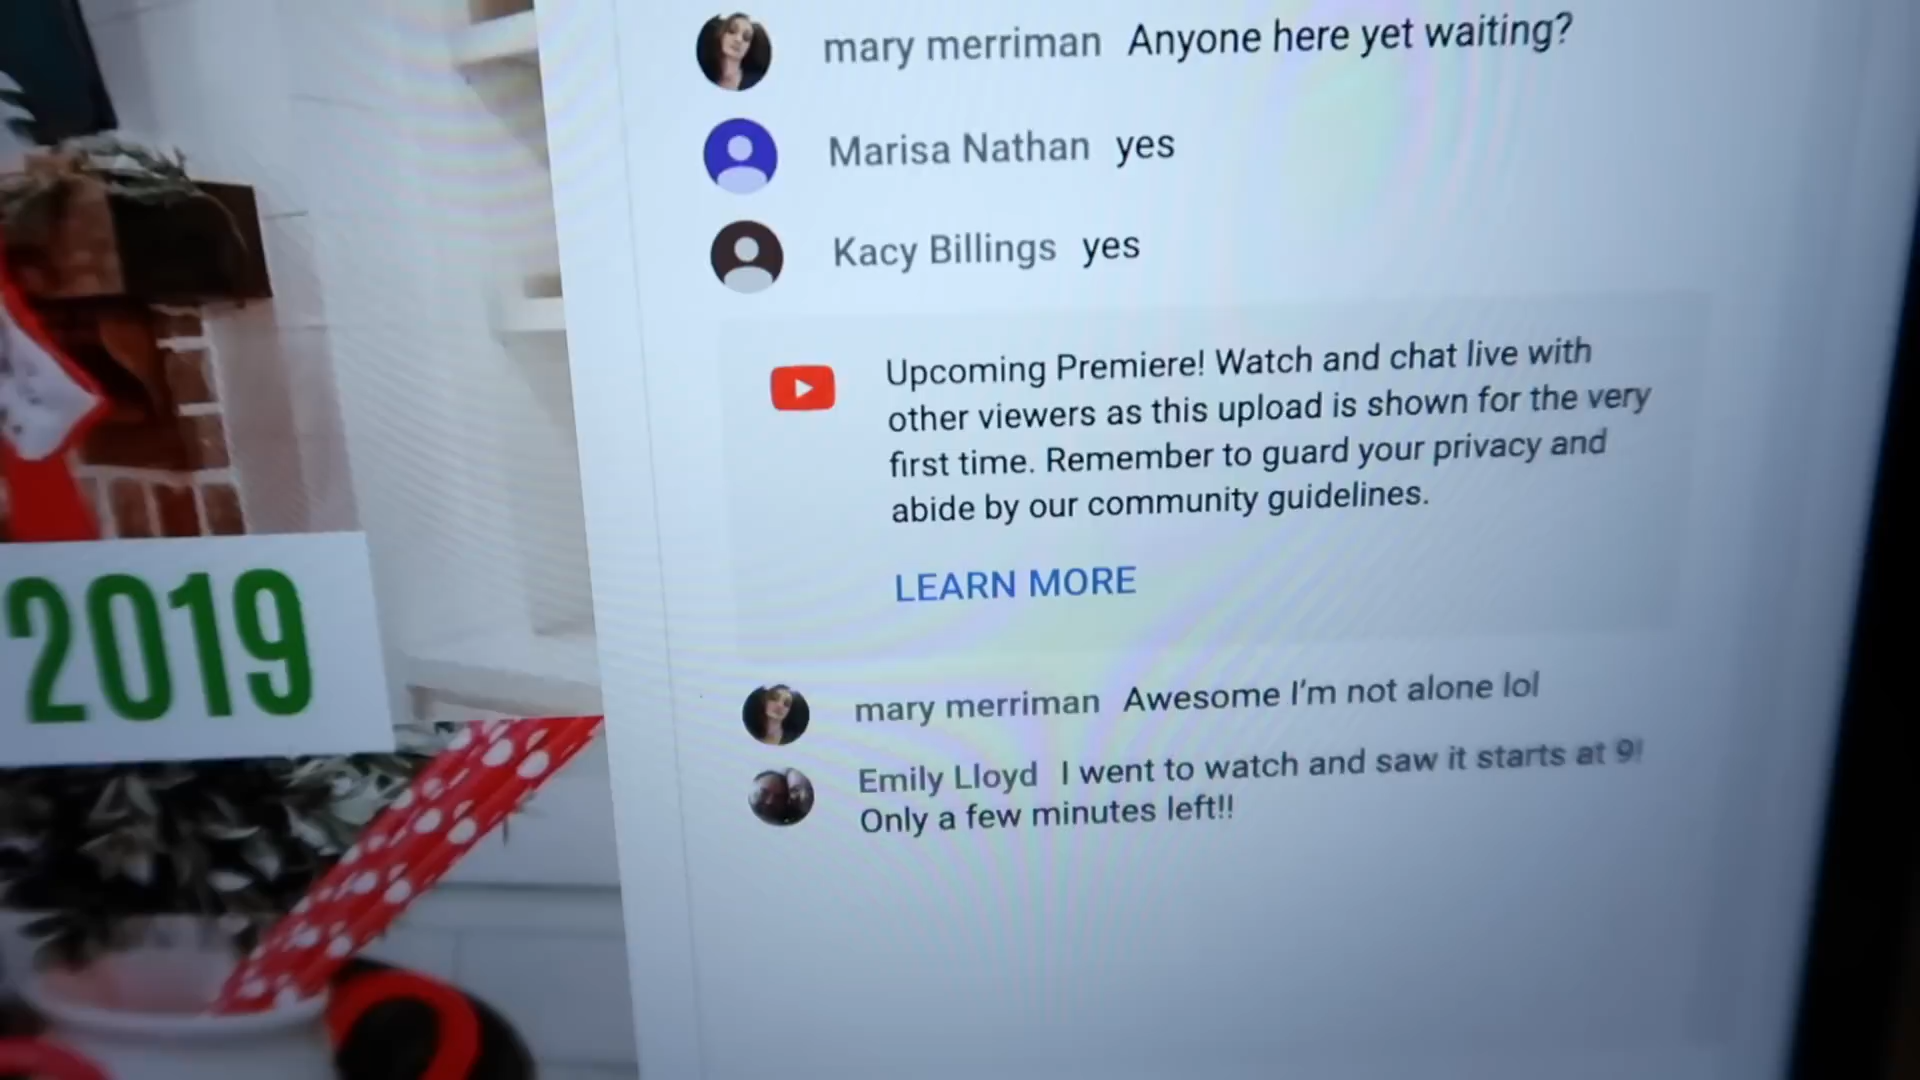 mary merriman Anyone here yet waiting?
Marisa Nathan yes
Kacy Billings yes
Upcoming Premiere! Watch and chat live with
other viewers as this upload is shown for the very
first time. Remember to guard your privacy and
abide by our community guidelines.
LEARN MORE
2019
mary merriman Awesome I'm not alone lol
Emily Lloyd I went to watch and saw it starts at 9!
Only a few minutes left!!